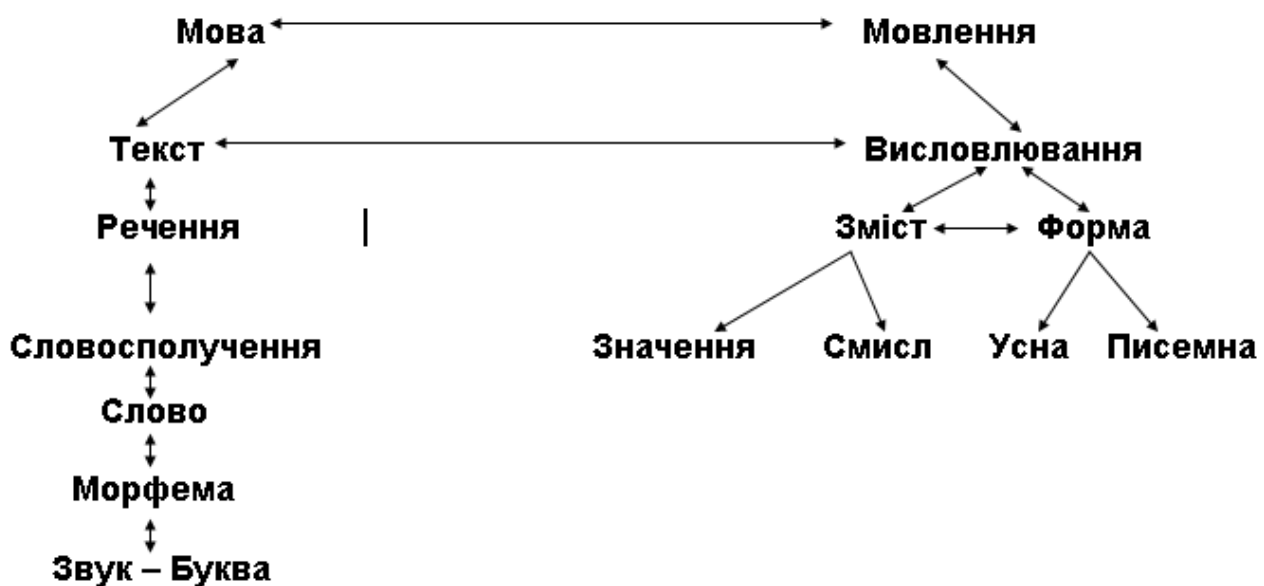 Мова Мовлення
Текст Висловлювання
Речення Зміст Форма
Словосполучення Значення Смисл Усна Писемна
Слово
Морфема
Звук – Буква